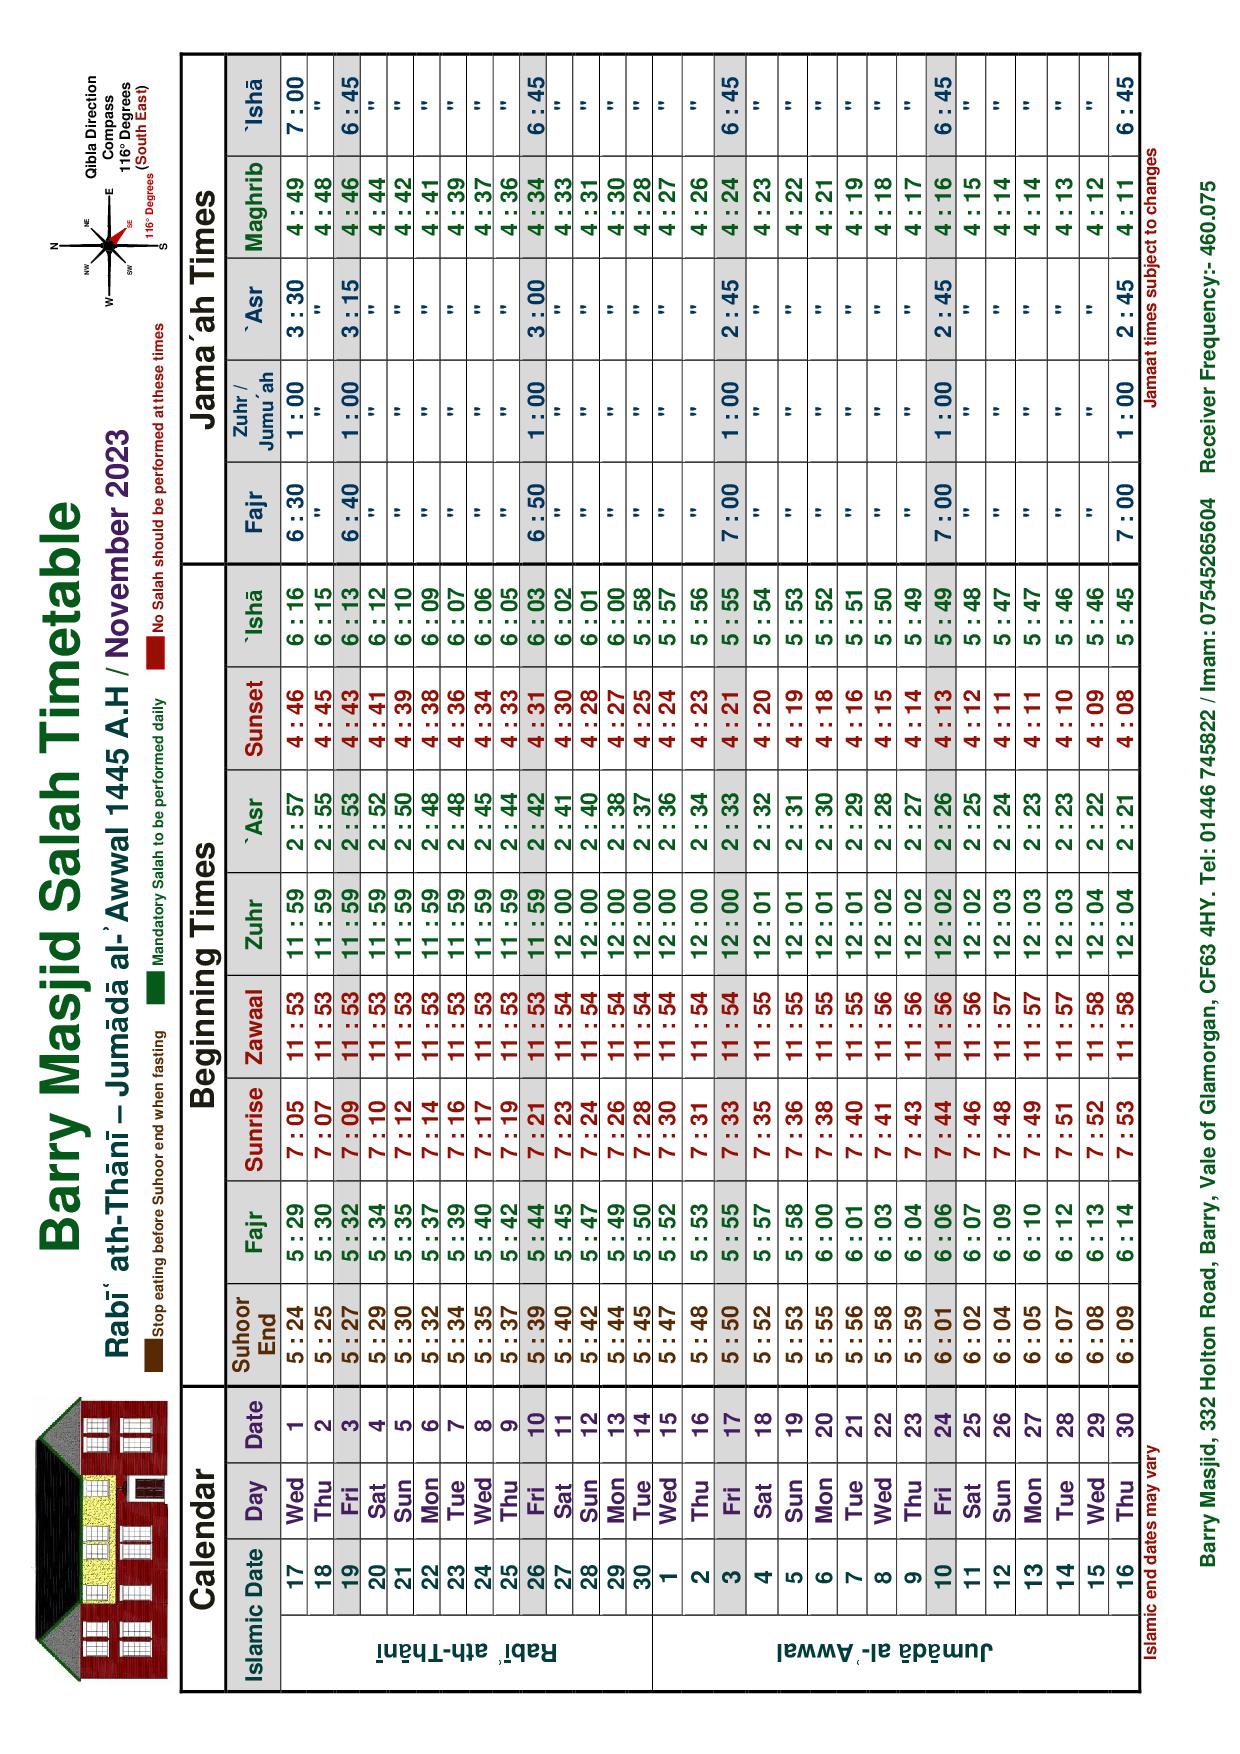 Barry Masjid Salah Timetable
Rabīʿ ath-Thānī – Jumādā al-ʾAwwal 1445 A.H / November 2023
Stop eating before Suhoor end when fasting Mandatory Salah to be performed daily No Salah should be performed at these times
N
NW NE
W E
SW SE
S
116° Degrees
Qibla Direction
Compass
116° Degrees
(South East)
Calendar Beginning Times Jama´ah Times
Islamic Date Day Date Suhoor End Fajr Sunrise Zawaal Zuhr `Asr Sunset `Ishā Fajr Zuhr / Jumu´ah `Asr Maghrib `Ishā
Rabīʿ ath-Thānī
17 Wed 1 5 : 24 5 : 29 7 : 05 11 : 53 11 : 59 2 : 57 4 : 46 6 : 16 6 : 30 1 : 00 3 : 30 4 : 49 7 : 00
18 Thu 2 5 : 25 5 : 30 7 : 07 11 : 53 11 : 59 2 : 55 4 : 45 6 : 15 " " " 4 : 48 "
19 Fri 3 5 : 27 5 : 32 7 : 09 11 : 53 11 : 59 2 : 53 4 : 43 6 : 13 6 : 40 1 : 00 3 : 15 4 : 46 6 : 45
20 Sat 4 5 : 29 5 : 34 7 : 10 11 : 53 11 : 59 2 : 52 4 : 41 6 : 12 " " " 4 : 44 "
21 Sun 5 5 : 30 5 : 35 7 : 12 11 : 53 11 : 59 2 : 50 4 : 39 6 : 10 " " " 4 : 42 "
22 Mon 6 5 : 32 5 : 37 7 : 14 11 : 53 11 : 59 2 : 48 4 : 38 6 : 09 " " " 4 : 41 "
23 Tue 7 5 : 34 5 : 39 7 : 16 11 : 53 11 : 59 2 : 48 4 : 36 6 : 07 " " " 4 : 39 "
24 Wed 8 5 : 35 5 : 40 7 : 17 11 : 53 11 : 59 2 : 45 4 : 34 6 : 06 " " " 4 : 37 "
25 Thu 9 5 : 37 5 : 42 7 : 19 11 : 53 11 : 59 2 : 44 4 : 33 6 : 05 " " " 4 : 36 "
26 Fri 10 5 : 39 5 : 44 7 : 21 11 : 53 11 : 59 2 : 42 4 : 31 6 : 03 6 : 50 1 : 00 3 : 00 4 : 34 6 : 45
27 Sat 11 5 : 40 5 : 45 7 : 23 11 : 54 12 : 00 2 : 41 4 : 30 6 : 02 " " " 4 : 33 "
28 Sun 12 5 : 42 5 : 47 7 : 24 11 : 54 12 : 00 2 : 40 4 : 28 6 : 01 " " " 4 : 31 "
29 Mon 13 5 : 44 5 : 49 7 : 26 11 : 54 12 : 00 2 : 38 4 : 27 6 : 00 " " " 4 : 30 "
30 Tue 14 5 : 45 5 : 50 7 : 28 11 : 54 12 : 00 2 : 37 4 : 25 5 : 58 " " " 4 : 28 "
Jumādā al-ʾAwwal
1 Wed 15 5 : 47 5 : 52 7 : 30 11 : 54 12 : 00 2 : 36 4 : 24 5 : 57 " " " 4 : 27 "
2 Thu 16 5 : 48 5 : 53 7 : 31 11 : 54 12 : 00 2 : 34 4 : 23 5 : 56 " " " 4 : 26 "
3 Fri 17 5 : 50 5 : 55 7 : 33 11 : 54 12 : 00 2 : 33 4 : 21 5 : 55 7 : 00 1 : 00 2 : 45 4 : 24 6 : 45
4 Sat 18 5 : 52 5 : 57 7 : 35 11 : 55 12 : 01 2 : 32 4 : 20 5 : 54 " " " 4 : 23 "
5 Sun 19 5 : 53 5 : 58 7 : 36 11 : 55 12 : 01 2 : 31 4 : 19 5 : 53 " " " 4 : 22 "
6 Mon 20 5 : 55 6 : 00 7 : 38 11 : 55 12 : 01 2 : 30 4 : 18 5 : 52 " " " 4 : 21 "
7 Tue 21 5 : 56 6 : 01 7 : 40 11 : 55 12 : 01 2 : 29 4 : 16 5 : 51 " " " 4 : 19 "
8 Wed 22 5 : 58 6 : 03 7 : 41 11 : 56 12 : 02 2 : 28 4 : 15 5 : 50 " " " 4 : 18 "
9 Thu 23 5 : 59 6 : 04 7 : 43 11 : 56 12 : 02 2 : 27 4 : 14 5 : 49 " " " 4 : 17 "
10 Fri 24 6 : 01 6 : 06 7 : 44 11 : 56 12 : 02 2 : 26 4 : 13 5 : 49 7 : 00 1 : 00 2 : 45 4 : 16 6 : 45
11 Sat 25 6 : 02 6 : 07 7 : 46 11 : 56 12 : 02 2 : 25 4 : 12 5 : 48 " " " 4 : 15 "
12 Sun 26 6 : 04 6 : 09 7 : 48 11 : 57 12 : 03 2 : 24 4 : 11 5 : 47 " " " 4 : 14 "
13 Mon 27 6 : 05 6 : 10 7 : 49 11 : 57 12 : 03 2 : 23 4 : 11 5 : 47 " " " 4 : 14 "
14 Tue 28 6 : 07 6 : 12 7 : 51 11 : 57 12 : 03 2 : 23 4 : 10 5 : 46 " " " 4 : 13 "
15 Wed 29 6 : 08 6 : 13 7 : 52 11 : 58 12 : 04 2 : 22 4 : 09 5 : 46 " " " 4 : 12 "
16 Thu 30 6 : 09 6 : 14 7 : 53 11 : 58 12 : 04 2 : 21 4 : 08 5 : 45 7 : 00 1 : 00 2 : 45 4 : 11 6 : 45
Islamic end dates may vary Jamaat times subject to changes
Barry Masjid, 332 Holton Road, Barry, Vale of Glamorgan, CF63 4HY. Tel: 01446 745822 / Imam: 07545265604 Receiver Frequency:- 460.075